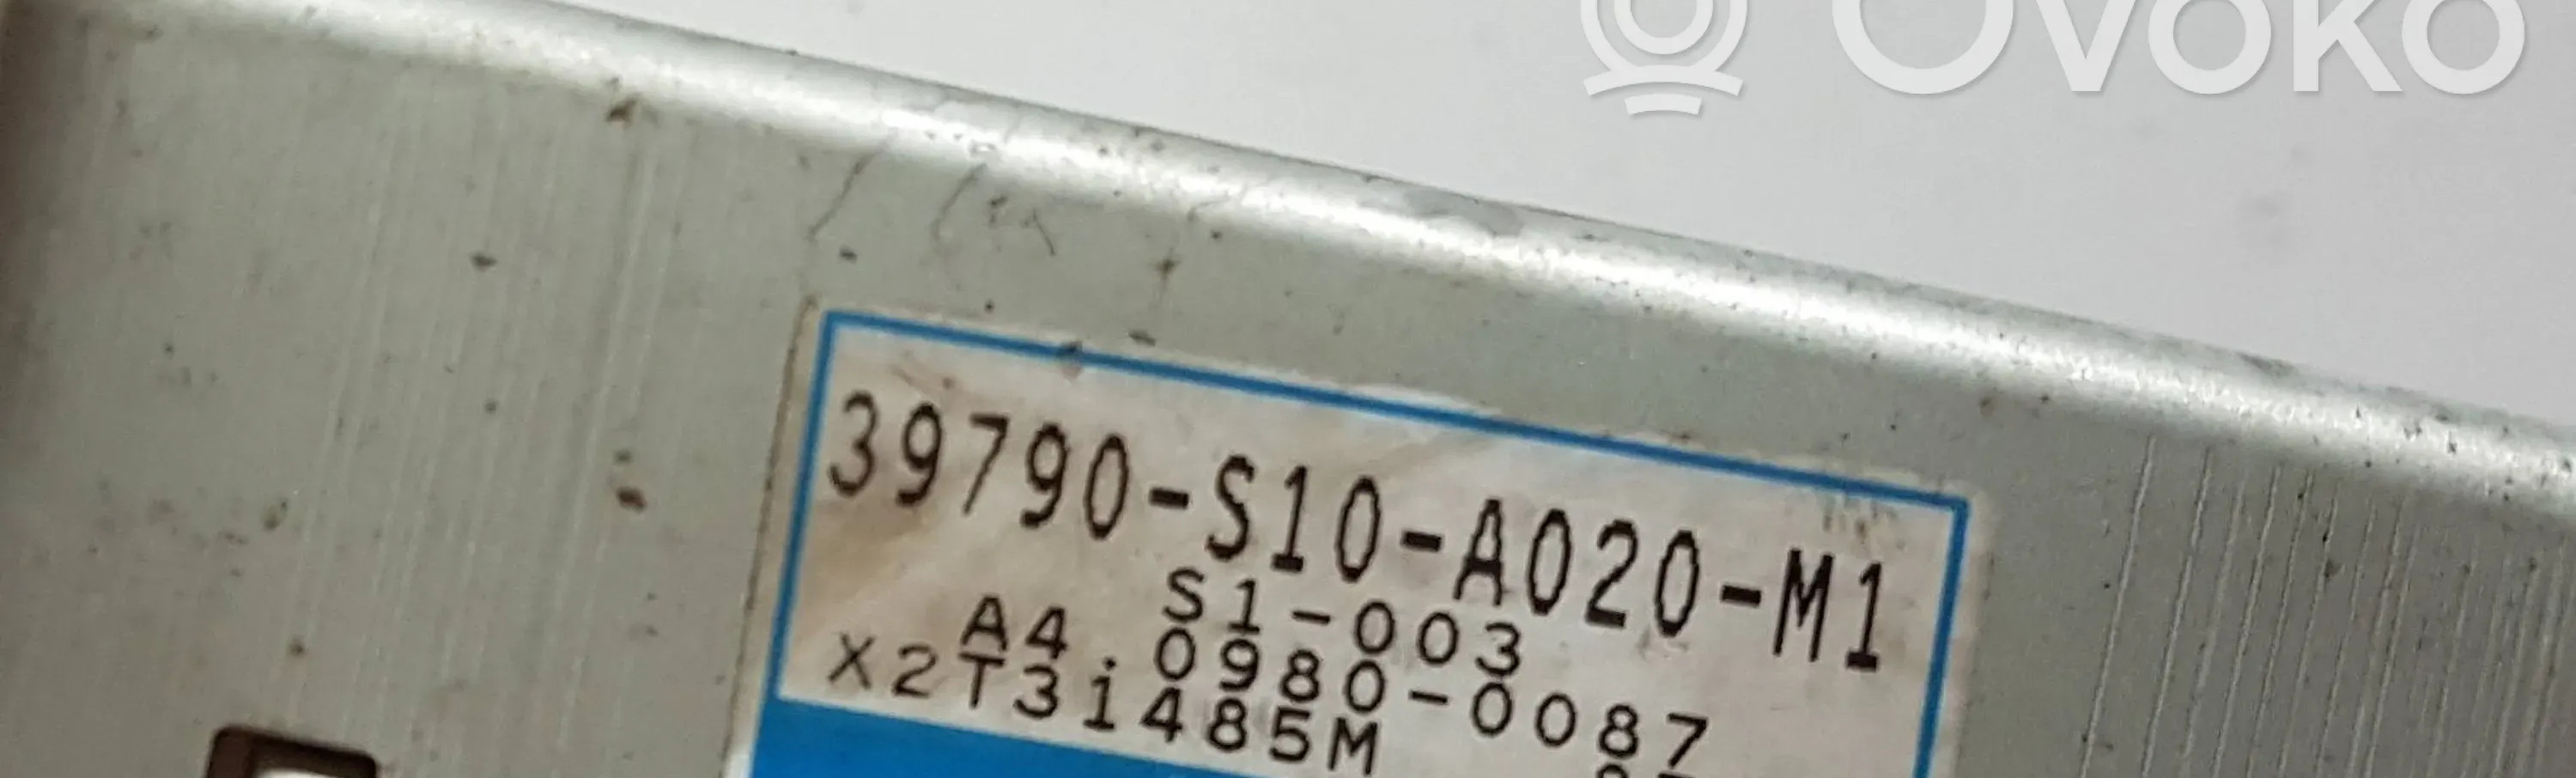 Ovoko
39790-S10-A020-M1
S1-003
A4 0980-0087
X2T31485M